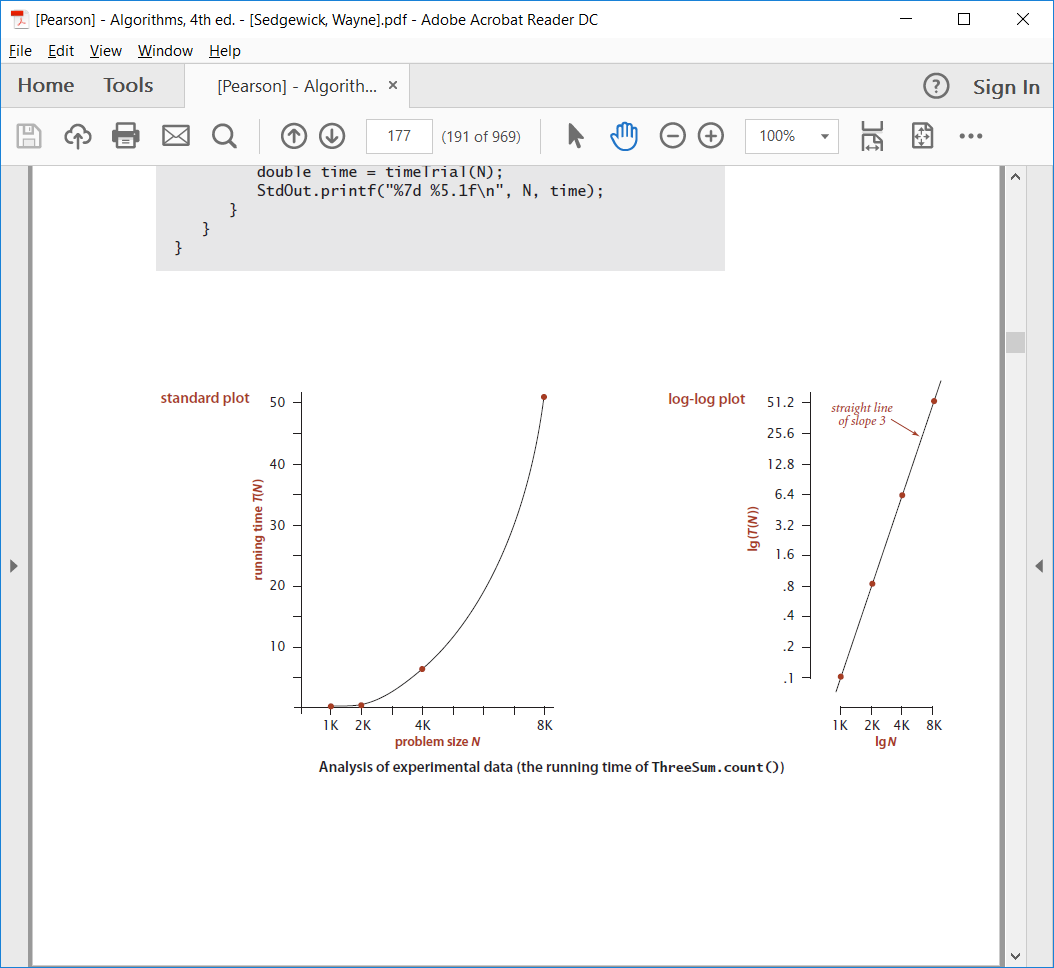 [Pearson] - Algorithms, 4th ed. - [Sedgewick, Wayne].pdf - Adobe Acrobat Reader DC
File Edit View Window Help
Home Tools [Pearson] - Algorith... × ? Sign In
177 (191 of 969) 100%
double time = timeTrial(N);
StdOut.printf("%7d %5.1f\n", N, time);
}
}
}
standard plot
running time T(N)
50
40
30
20
10
1K 2K 4K 8K
problem size N
log-log plot
lg(T(N))
51.2
25.6
12.8
6.4
3.2
1.6
.8
.4
.2
.1
straight line
of slope 3
1K 2K 4K 8K
lg N
Analysis of experimental data (the running time of ThreeSum.count())